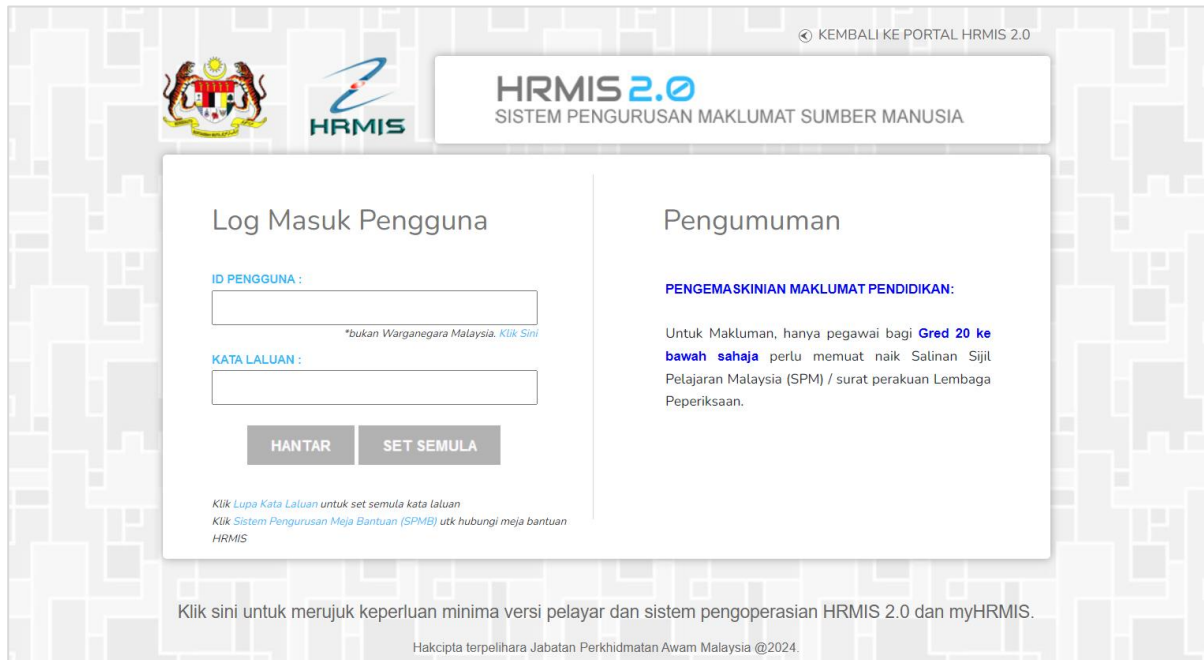 KEMBALI KE PORTAL HRMIS 2.0
HRMIS
HRMIS 2.0
SISTEM PENGURUSAN MAKLUMAT SUMBER MANUSIA
Log Masuk Pengguna
ID PENGGUNA :
*bukan Warganegara Malaysia. Klik Sini
KATA LALUAN :
HANTAR
SET SEMULA
Klik Lupa Kata Laluan untuk set semula kata laluan
Klik Sistem Pengurusan Meja Bantuan (SPMB) utk hubungi meja bantuan
HRMIS
Pengumuman
PENGEMASKINIAN MAKLUMAT PENDIDIKAN:
Untuk Makluman, hanya pegawai bagi Gred 20 ke
bawah sahaja perlu memuat naik Salinan Sijil
Pelajaran Malaysia (SPM) / surat perakuan Lembaga
Peperiksaan.
Klik sini untuk merujuk keperluan minima versi pelayar dan sistem pengoperasian HRMIS 2.0 dan myHRMIS.
Hakcipta terpelihara Jabatan Perkhidmatan Awam Malaysia @2024.